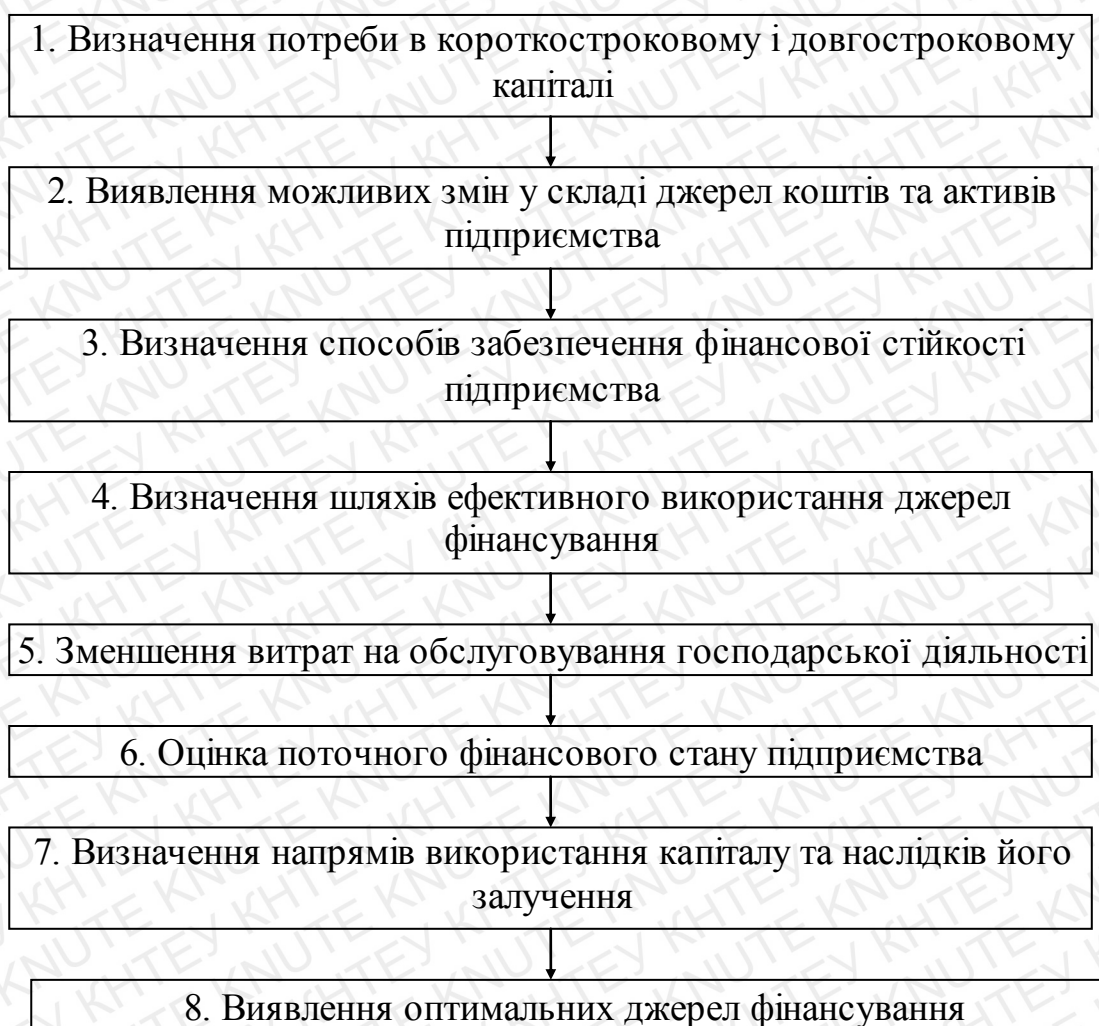 1. Визначення потреби в короткостроковому і довгостроковому
капіталі
2. Виявлення можливих змін у складі джерел коштів та активів
підприємства
3. Визначення способів забезпечення фінансової стійкості
підприємства
4. Визначення шляхів ефективного використання джерел
фінансування
5. Зменшення витрат на обслуговування господарської діяльності
6. Оцінка поточного фінансового стану підприємства
7. Визначення напрямів використання капіталу та наслідків його
залучення
8. Виявлення оптимальних джерел фінансування